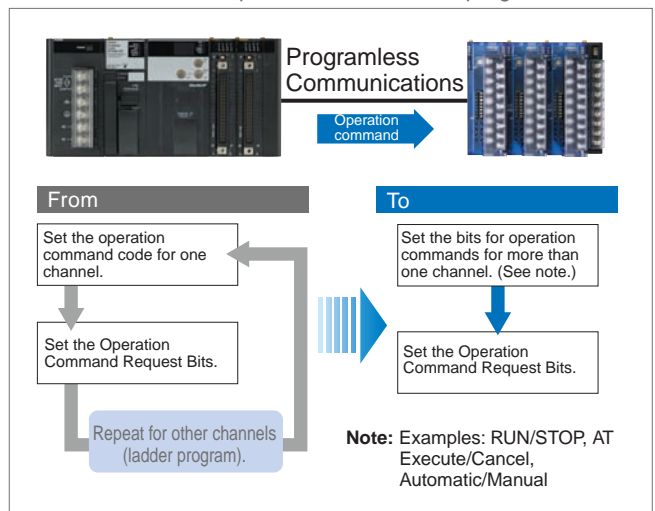 Programless
Communications
Operation
command
From
To
Set the operation
command code for one
channel.
Set the Operation
Command Request Bits.
Repeat for other channels
(ladder program).
Set the bits for operation
commands for more than
one channel. (See note.)
Set the Operation
Command Request Bits.
Note: Examples: RUN/STOP, AT
Execute/Cancel,
Automatic/Manual